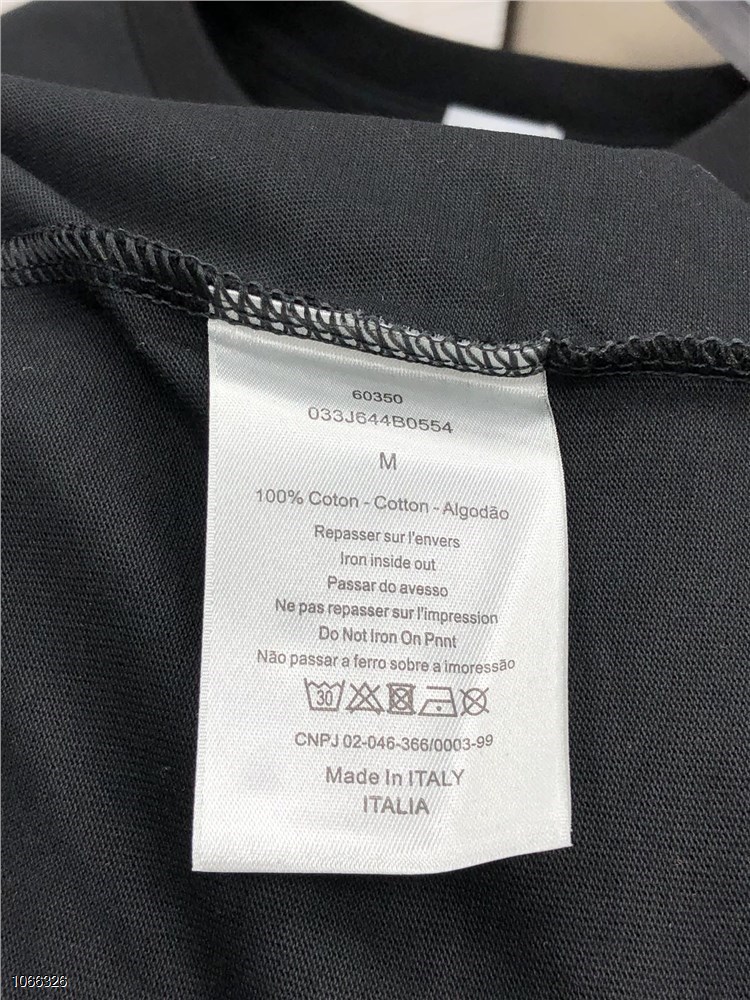 60350
033J644B0554
M
100% Coton - Cotton - Algodão
Repasser sur l'envers
Iron inside out
Passar do avesso
Ne pas repasser sur l'impression
Do Not Iron On Pnnt
Não passar a ferro sobre a imoressão
30
CNPJ 02-046-366/0003-99
Made In ITALY
ITALIA
1066326